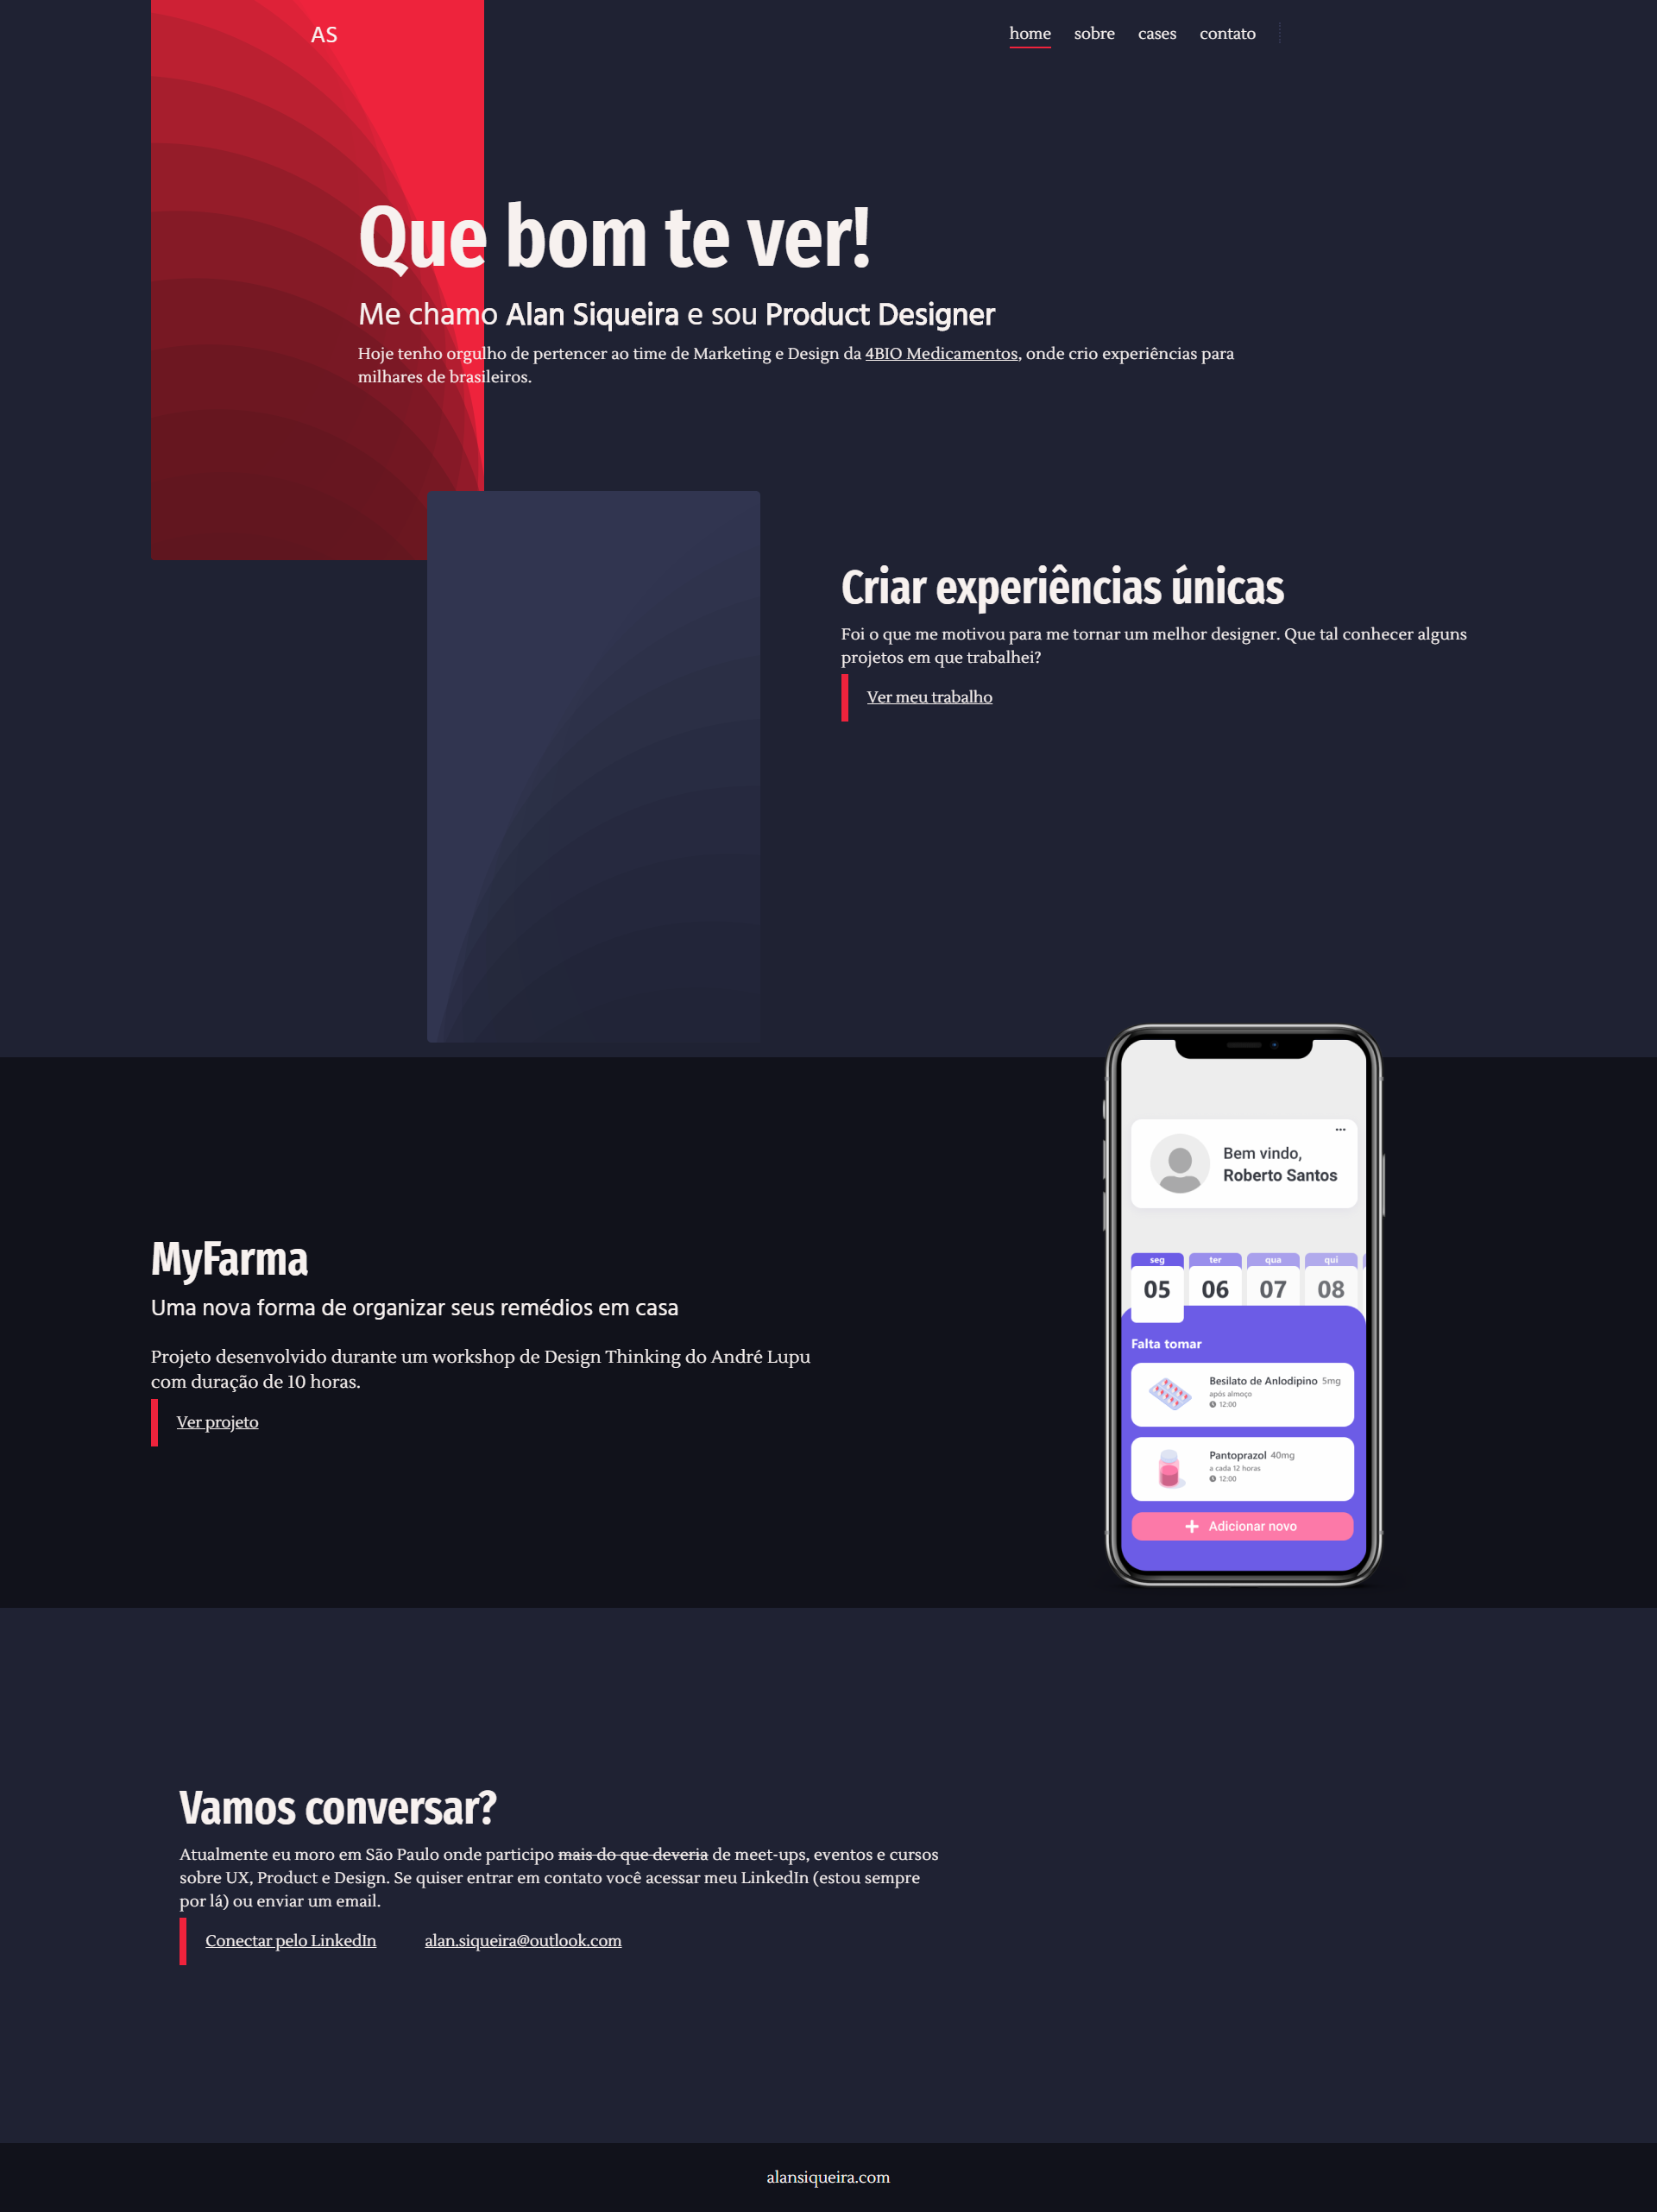 AS
home sobre cases contato
Que bom te ver!
Me chamo Alan Siqueira e sou Product Designer
Hoje tenho orgulho de pertencer ao time de Marketing e Design da 4BIO Medicamentos, onde crio experiências para
milhares de brasileiros.
Criar experiências únicas
Foi o que me motivou para me tornar um melhor designer. Que tal conhecer alguns
projetos em que trabalhei?
Ver meu trabalho
MyFarma
Uma nova forma de organizar seus remédios em casa
Projeto desenvolvido durante um workshop de Design Thinking do André Lupu
com duração de 10 horas.
Ver projeto
Bem vindo,
Roberto Santos
seg ter qua qui
05 06 07 08
Falta tomar
Besilato de Anlodipino 5mg
após almoço
12:00
Pantoprazol 40mg
a cada 12 horas
12:00
Adicionar novo
Vamos conversar?
Atualmente eu moro em São Paulo onde participo mais do que deveria de meet-ups, eventos e cursos
sobre UX, Product e Design. Se quiser entrar em contato você acessar meu LinkedIn (estou sempre
por lá) ou enviar um email.
Conectar pelo LinkedIn alan.siqueira@outlook.com
alansiqueira.com